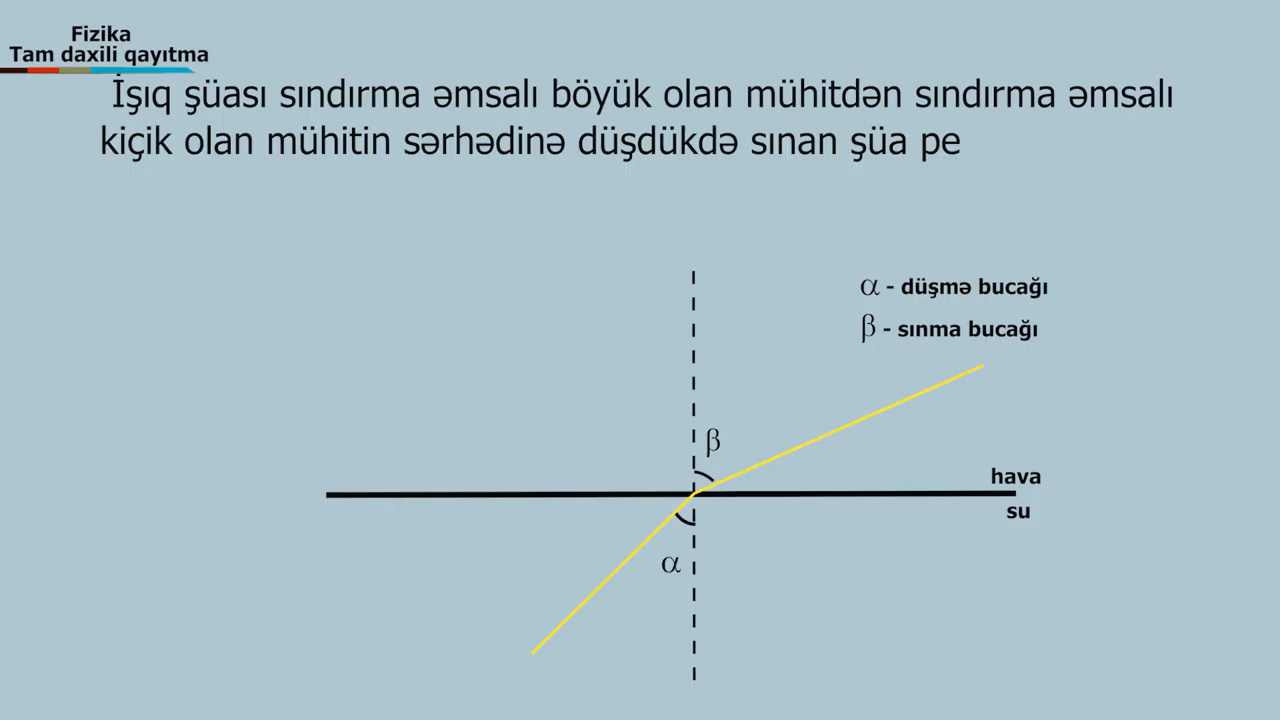 Fizika
Tam daxili qayıtma
İşıq şüası sındırma əmsalı böyük olan mühitdən sındırma əmsalı
kiçik olan mühitin sərhədinə düşdükdə sınan şüa pe
α - düşmə bucağı
β - sınma bucağı
β
hava
su
α